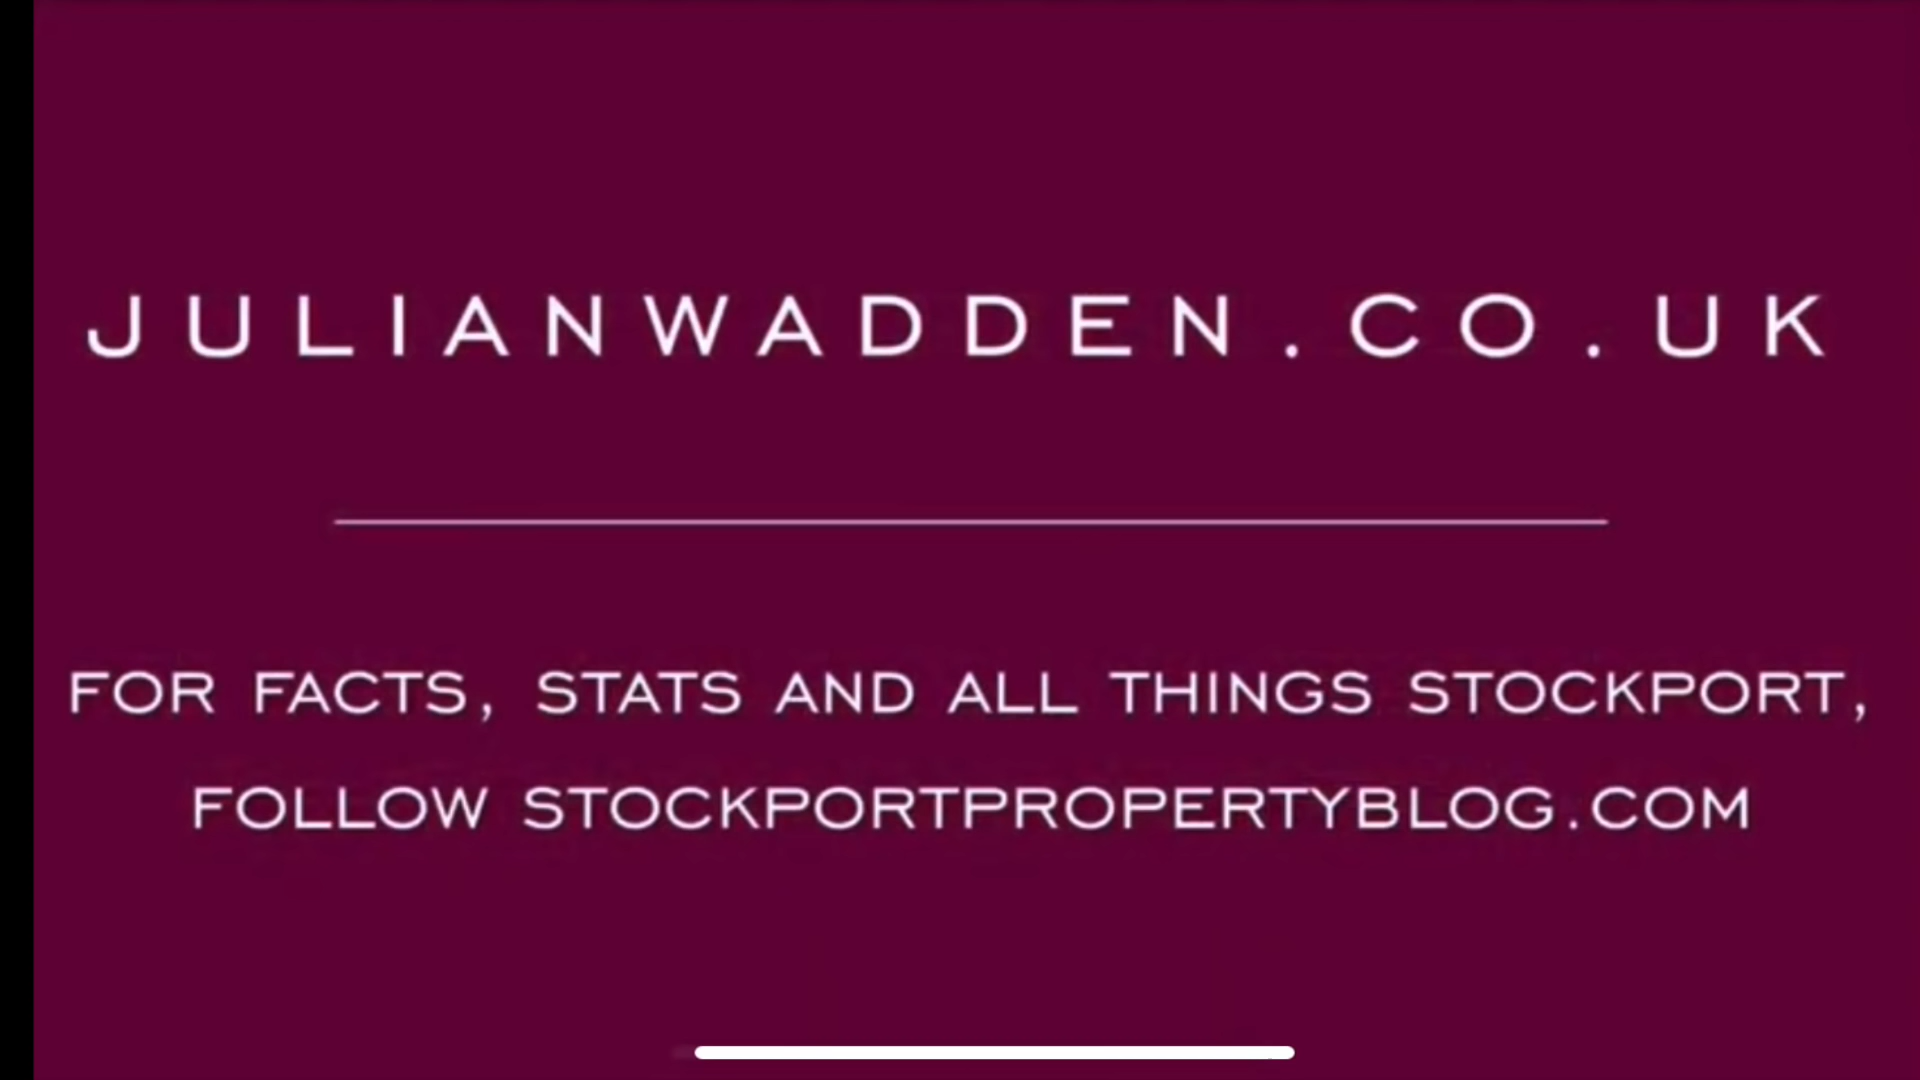 JULIANWADDEN.CO.UK
FOR FACTS, STATS AND ALL THINGS STOCKPORT,
FOLLOW STOCKPORTPROPERTYBLOG.COM